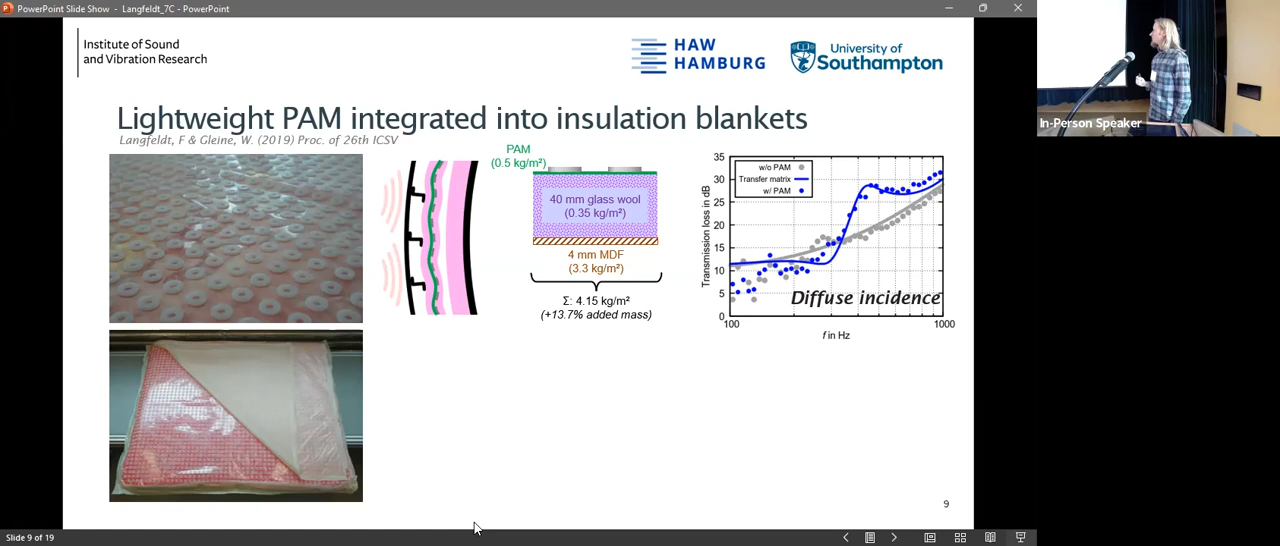 PowerPoint Slide Show - Langfeldt_7C - PowerPoint
Institute of Sound
and Vibration Research
HAW
HAMBURG
University of
Southampton
Lightweight PAM integrated into insulation blankets
Langfeldt, F & Gleine, W. (2019) Proc. of 26th ICSV
PAM
(0.5 kg/m²)
40 mm glass wool
(0.35 kg/m²)
4 mm MDF
(3.3 kg/m²)
Σ: 4.15 kg/m²
(+13.7% added mass)
Transmission loss in dB
35
30
25
20
15
10
5
0
w/o PAM
Transfer matrix
w/ PAM
Diffuse incidence
100
1000
f in Hz
In-Person Speaker
9
Slide 9 of 19